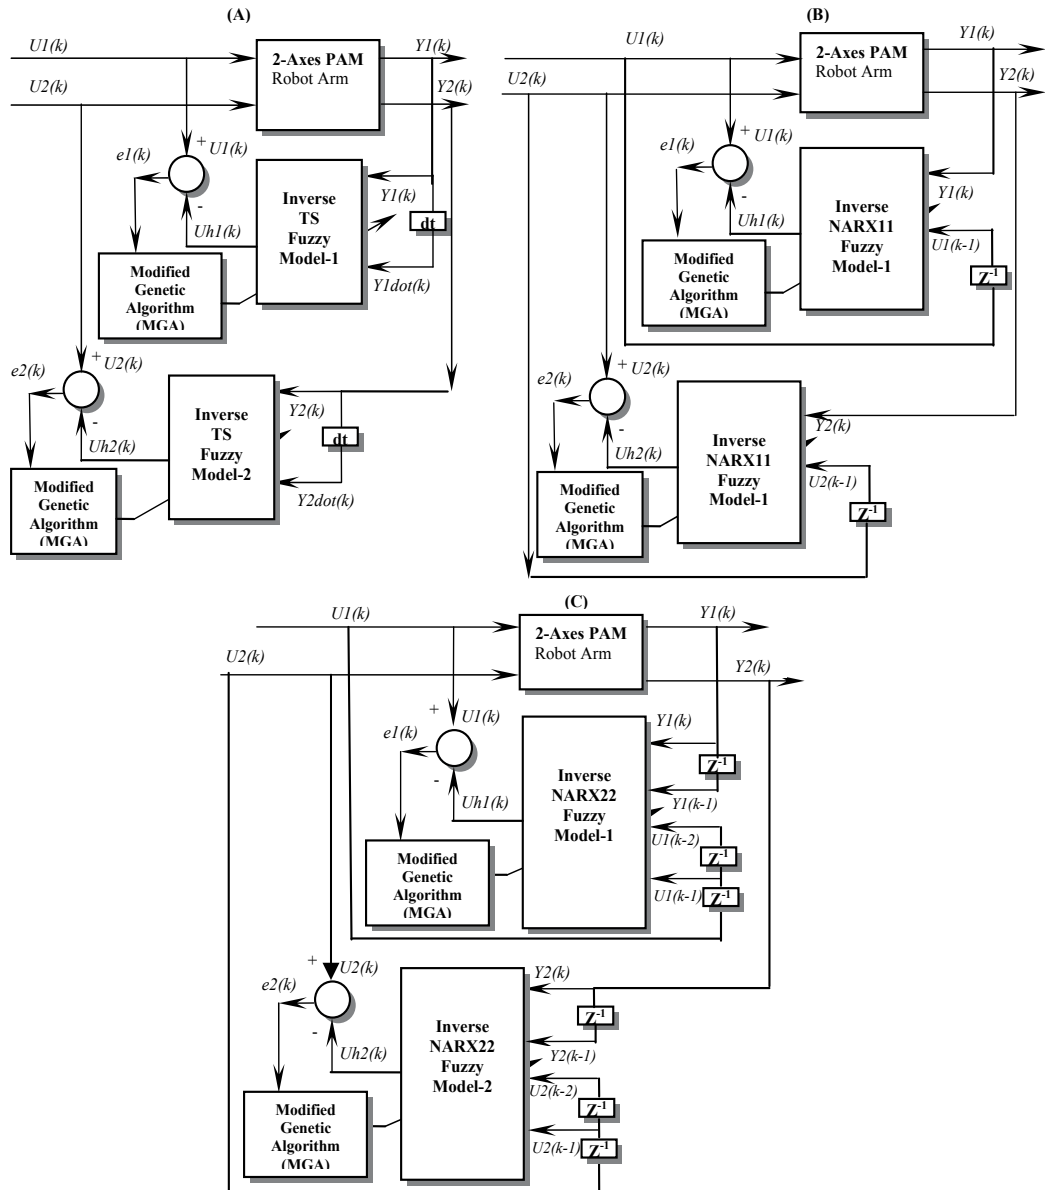 (A)
U1(k)
2-Axes PAM
Robot Arm
Y1(k)
U2(k)
Y2(k)
+
U1(k)
e1(k)
-
Uh1(k)
Inverse
TS
Fuzzy
Model-1
Y1(k)
dt
Y1dot(k)
Modified
Genetic
Algorithm
(MGA)
+
U2(k)
e2(k)
-
Uh2(k)
Inverse
TS
Fuzzy
Model-2
Y2(k)
dt
Y2dot(k)
Modified
Genetic
Algorithm
(MGA)
(B)
U1(k)
2-Axes PAM
Robot Arm
Y1(k)
U2(k)
Y2(k)
+
U1(k)
e1(k)
-
Uh1(k)
Inverse
NARX11
Fuzzy
Model-1
Y1(k)
U1(k-1)
Z-1
Modified
Genetic
Algorithm
(MGA)
+
U2(k)
e2(k)
-
Uh2(k)
Inverse
NARX11
Fuzzy
Model-1
Y2(k)
U2(k-1)
Z-1
Modified
Genetic
Algorithm
(MGA)
(C)
U1(k)
2-Axes PAM
Robot Arm
Y1(k)
U2(k)
Y2(k)
+
U1(k)
e1(k)
-
Uh1(k)
Inverse
NARX22
Fuzzy
Model-1
Y1(k)
Z-1
Y1(k-1)
U1(k-2)
Z-1
U1(k-1)
Z-1
Modified
Genetic
Algorithm
(MGA)
+
U2(k)
e2(k)
-
Uh2(k)
Inverse
NARX22
Fuzzy
Model-2
Y2(k)
Z-1
Y2(k-1)
U2(k-2)
Z-1
U2(k-1)
Z-1
Modified
Genetic
Algorithm
(MGA)